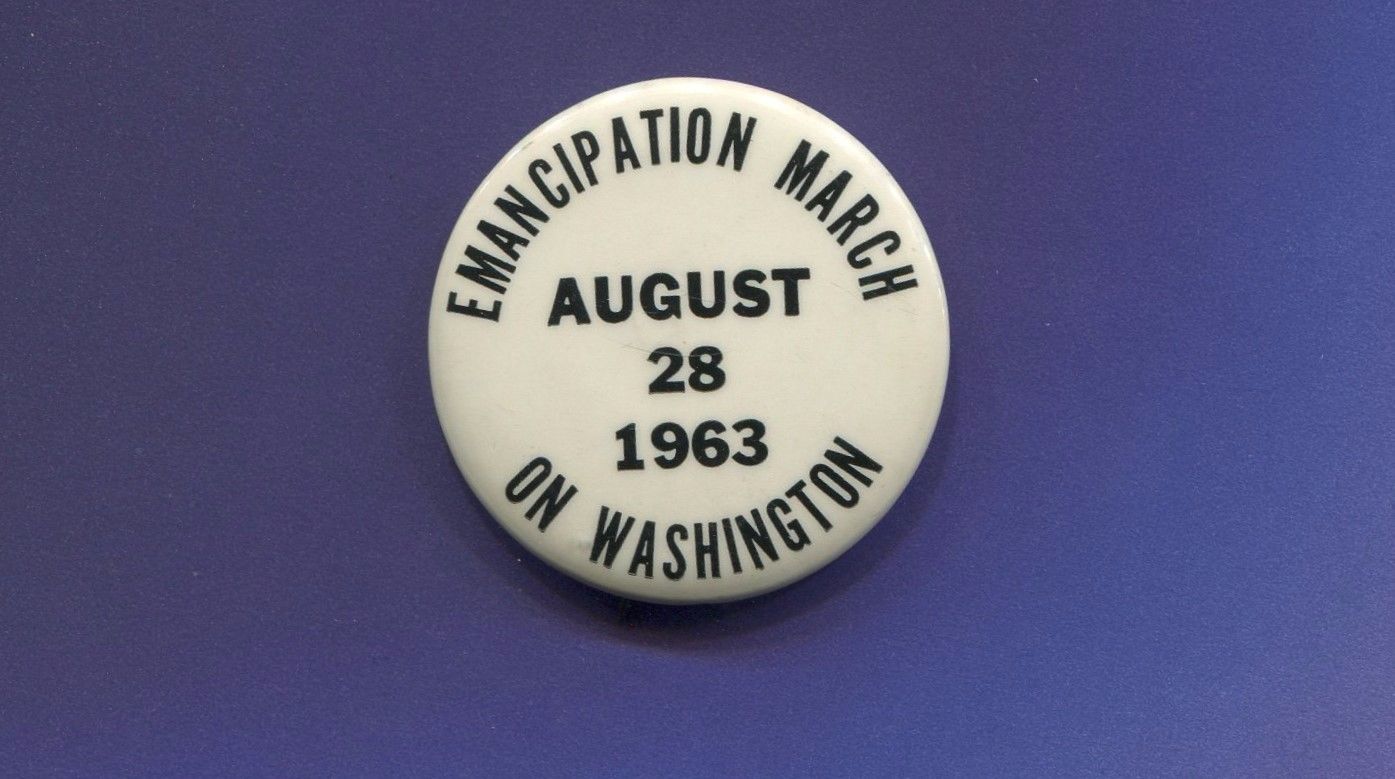 EMANCIPATION MARCH
AUGUST
28
1963
ON WASHINGTON